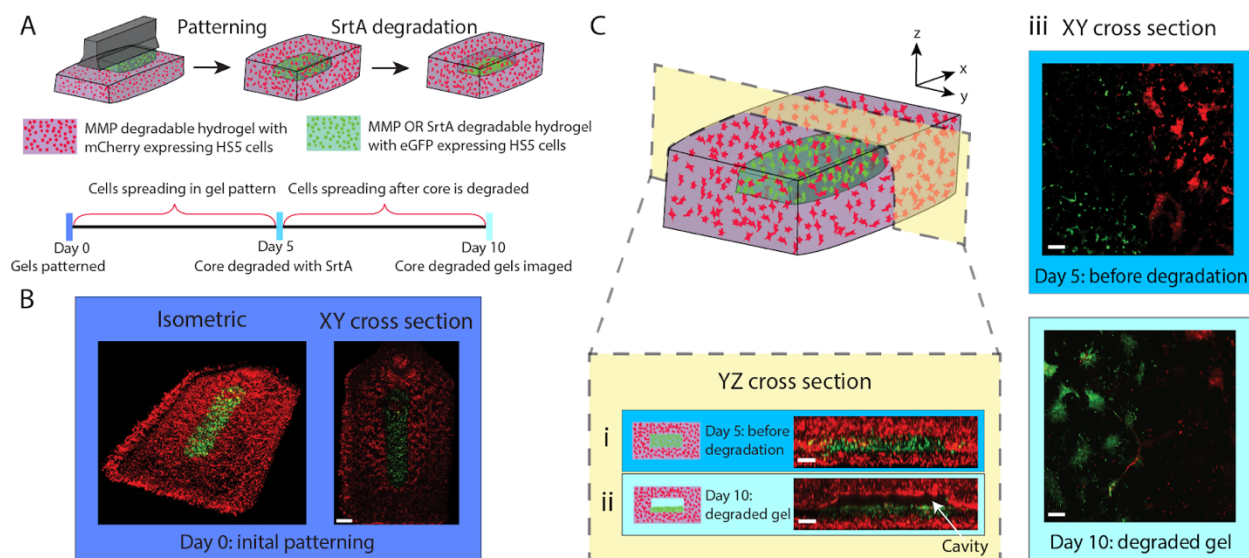 A
Patterning
SrtA degradation
MMP degradable hydrogel with
mCherry expressing HS5 cells
MMP OR SrtA degradable hydrogel
with eGFP expressing HS5 cells
Cells spreading in gel pattern
Cells spreading after core is degraded
Day 0
Gels patterned
Day 5
Core degraded with SrtA
Day 10
Core degraded gels imaged
B
Isometric
XY cross section
Day 0: inital patterning
C
z
x
y
YZ cross section
i
Day 5: before
degradation
ii
Day 10:
degraded gel
Cavity
iii XY cross section
Day 5: before degradation
Day 10: degraded gel